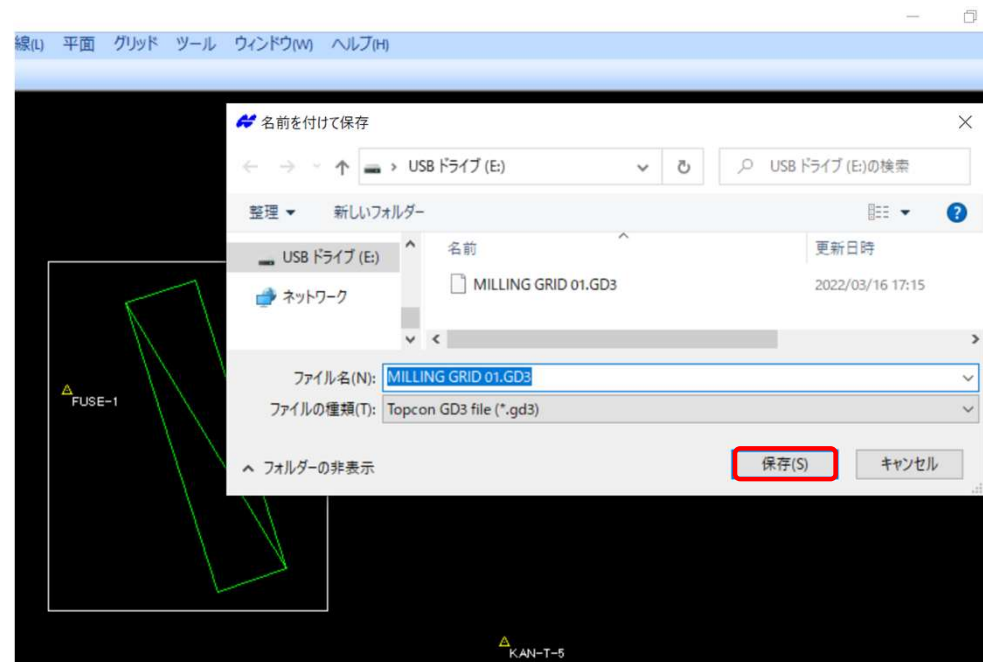 線(L) 平面 グリッド ツール ウィンドウ(W) ヘルプ(H)
名前を付けて保存
USB ドライブ (E:)
USB ドライブ (E:)の検索
整理 新しいフォルダー
USB ドライブ (E:)
ネットワーク
名前 更新日時
MILLING GRID 01.GD3 2022/03/16 17:15
ファイル名(N): MILLING GRID 01.GD3
ファイルの種類(T): Topcon GD3 file (*.gd3)
フォルダーの非表示 保存(S) キャンセル
FUSE-1
KAN-T-5